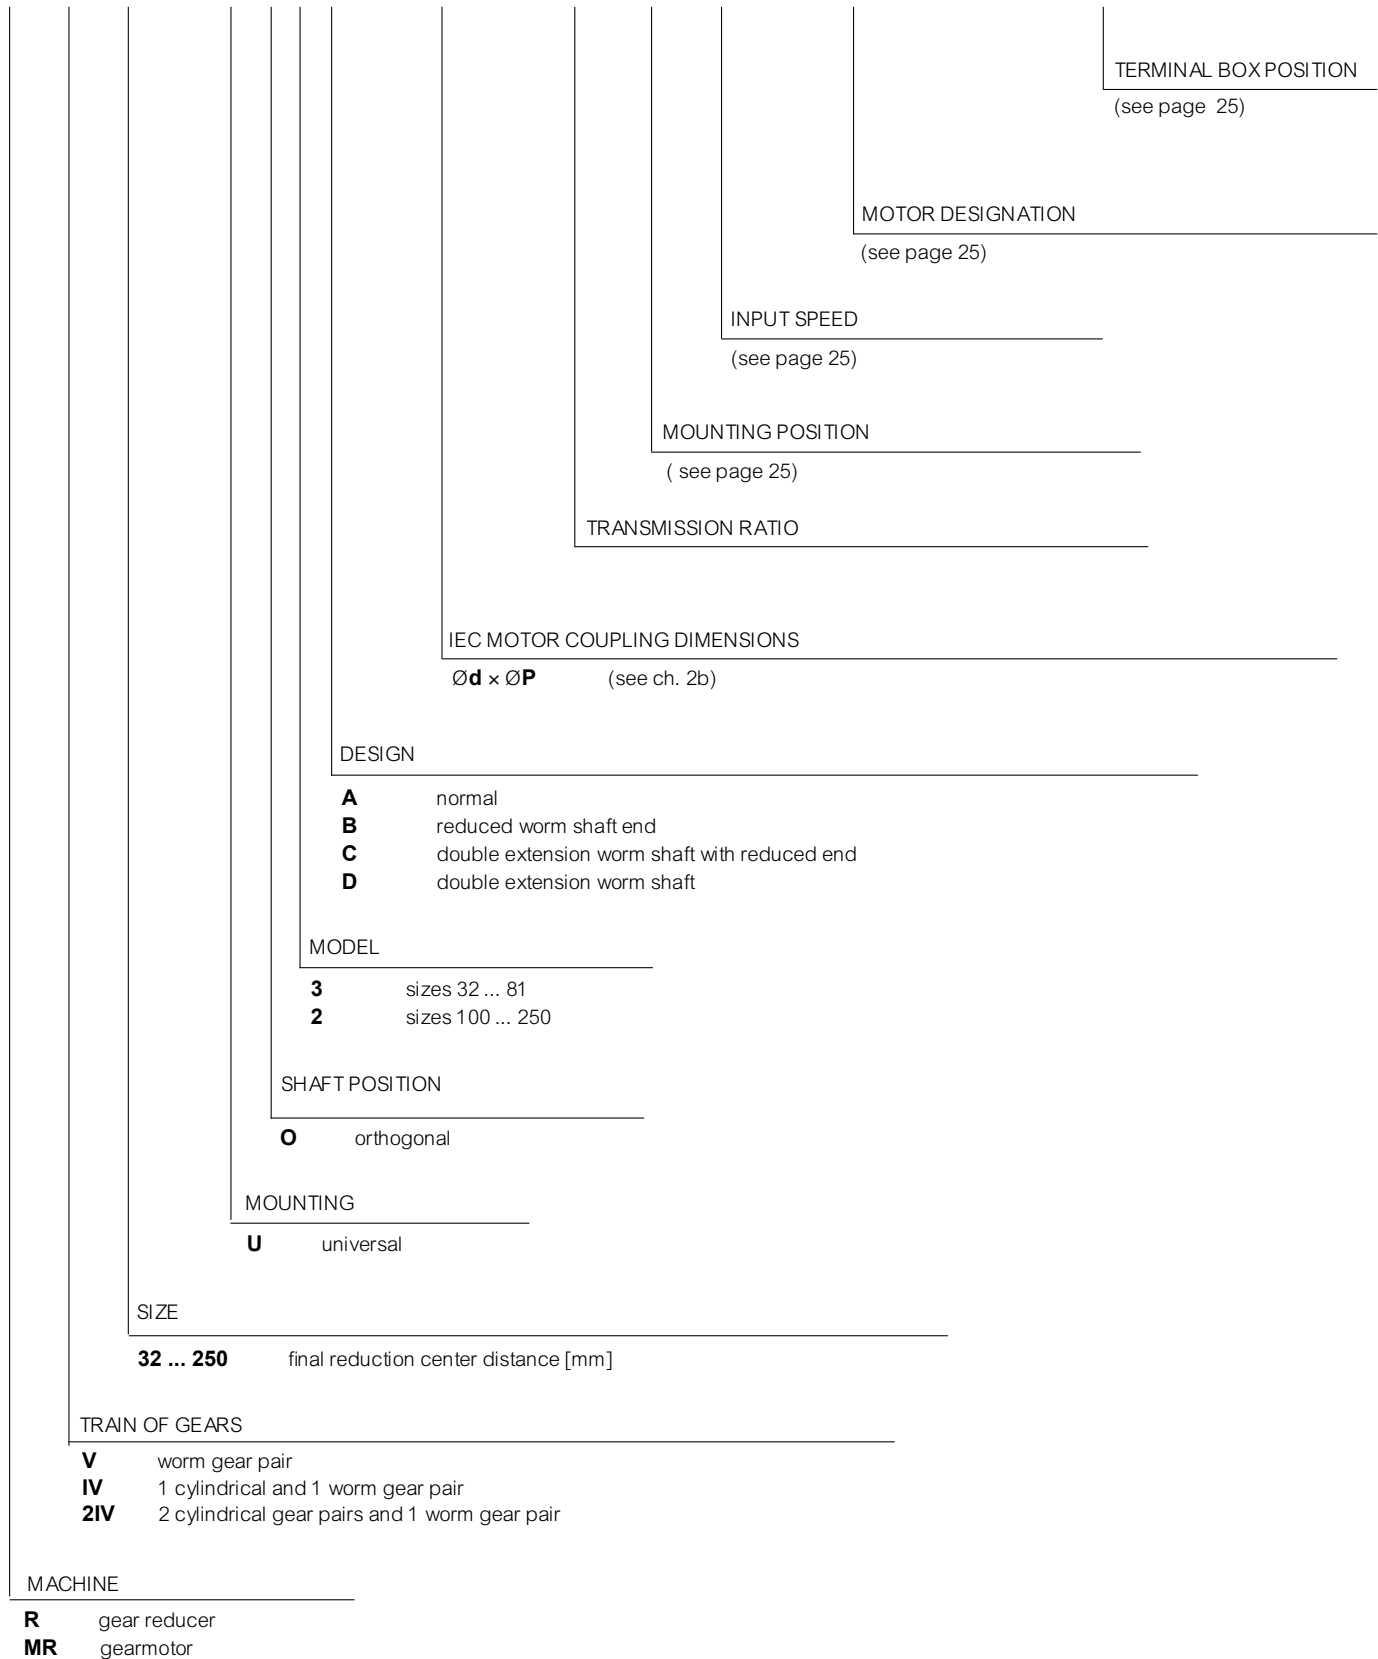 TERMINAL BOX POSITION
(see page 25)
MOTOR DESIGNATION
(see page 25)
INPUT SPEED
(see page 25)
MOUNTING POSITION
( see page 25)
TRANSMISSION RATIO
IEC MOTOR COUPLING DIMENSIONS
Ød × ØP (see ch. 2b)
DESIGN
A normal
B reduced worm shaft end
C double extension worm shaft with reduced end
D double extension worm shaft
MODEL
3 sizes 32 ... 81
2 sizes 100 ... 250
SHAFT POSITION
O orthogonal
MOUNTING
U universal
SIZE
32 ... 250 final reduction center distance [mm]
TRAIN OF GEARS
V worm gear pair
IV 1 cylindrical and 1 worm gear pair
2IV 2 cylindrical gear pairs and 1 worm gear pair
MACHINE
R gear reducer
MR gearmotor